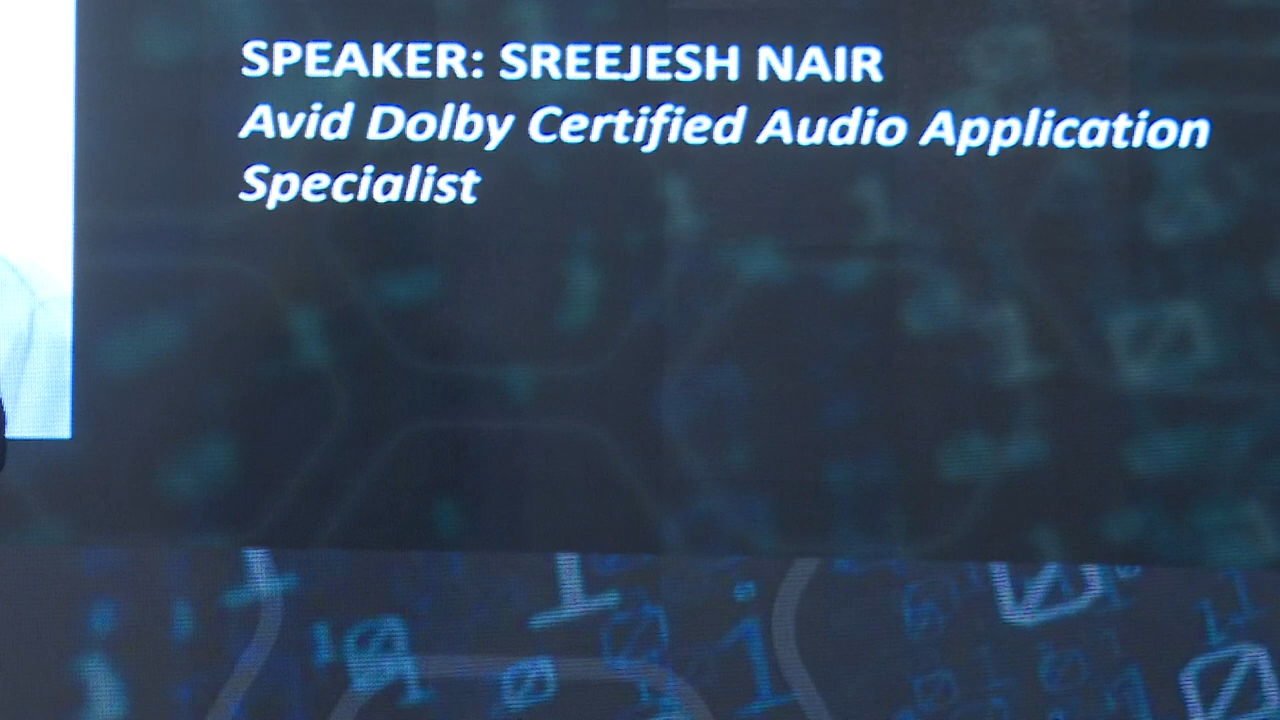 SPEAKER: SREEJESH NAIR
Avid Dolby Certified Audio Application
Specialist